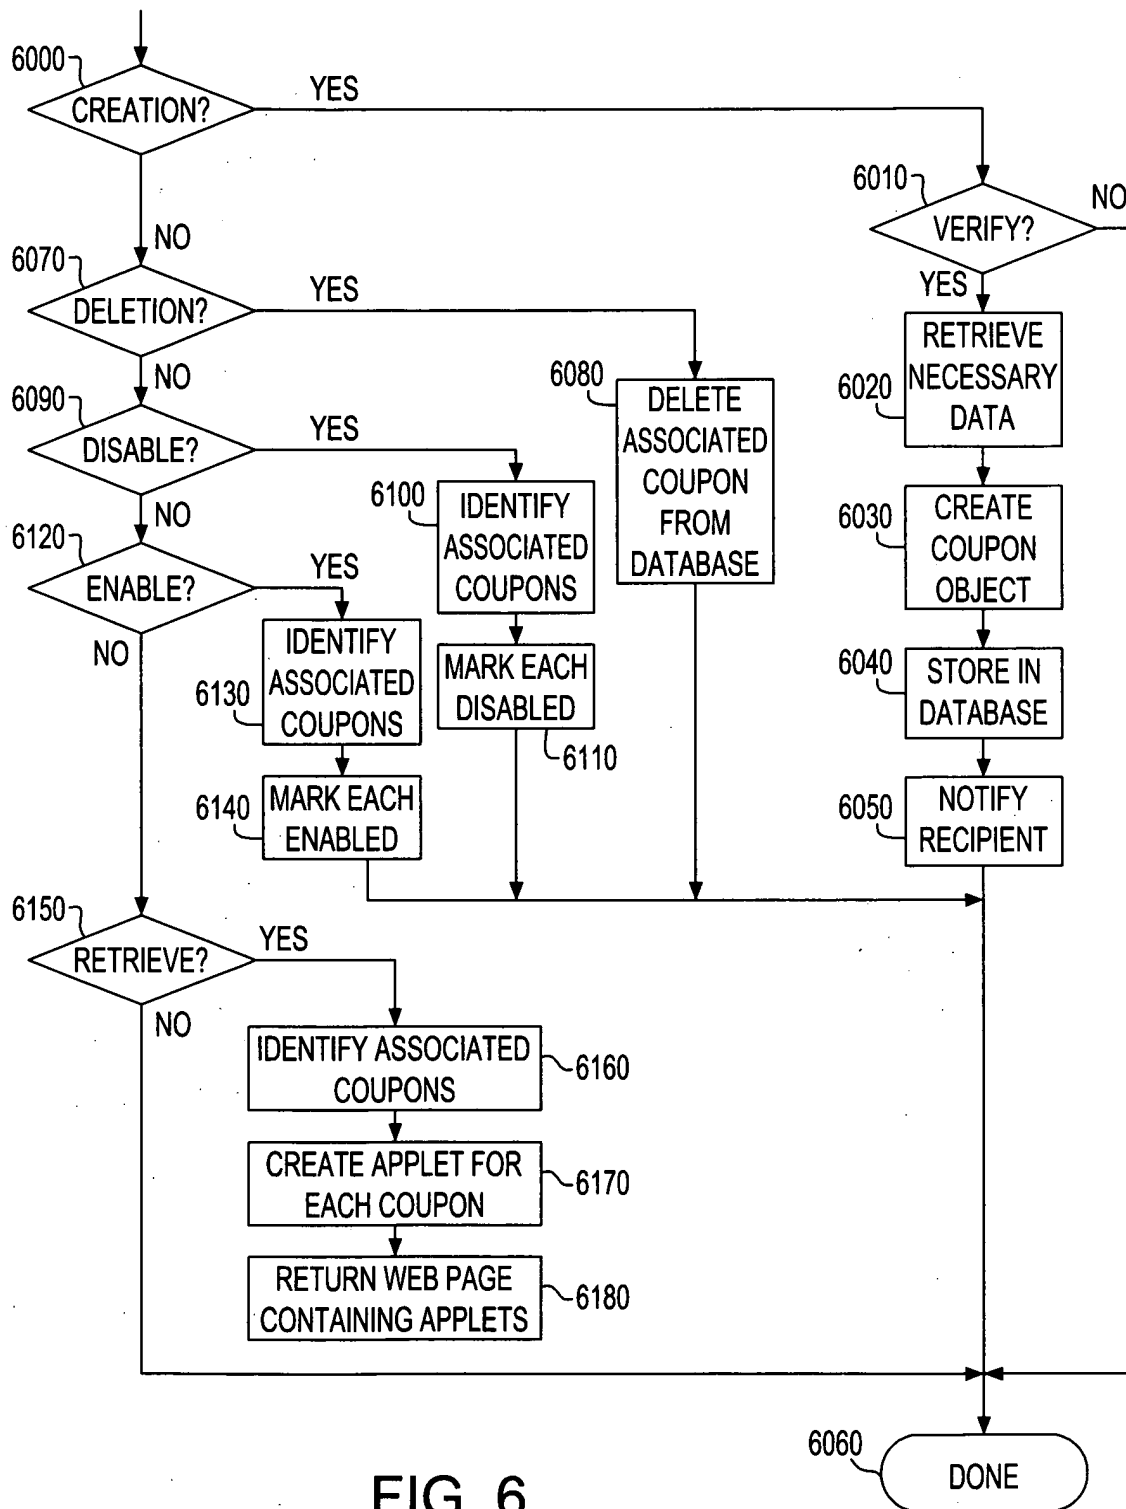 6000
CREATION?
YES
NO
6010
VERIFY?
NO
YES
6070
DELETION?
YES
NO
6020
RETRIEVE
NECESSARY
DATA
6080
DELETE
ASSOCIATED
COUPON
FROM
DATABASE
6090
DISABLE?
YES
NO
6100
IDENTIFY
ASSOCIATED
COUPONS
6030
CREATE
COUPON
OBJECT
6120
ENABLE?
YES
NO
6130
IDENTIFY
ASSOCIATED
COUPONS
MARK EACH
DISABLED
6110
6040
STORE IN
DATABASE
6140
MARK EACH
ENABLED
6050
NOTIFY
RECIPIENT
6150
RETRIEVE?
YES
NO
IDENTIFY ASSOCIATED
COUPONS
6160
CREATE APPLET FOR
EACH COUPON
6170
RETURN WEB PAGE
CONTAINING APPLETS
6180
6060
DONE
FIG. 6